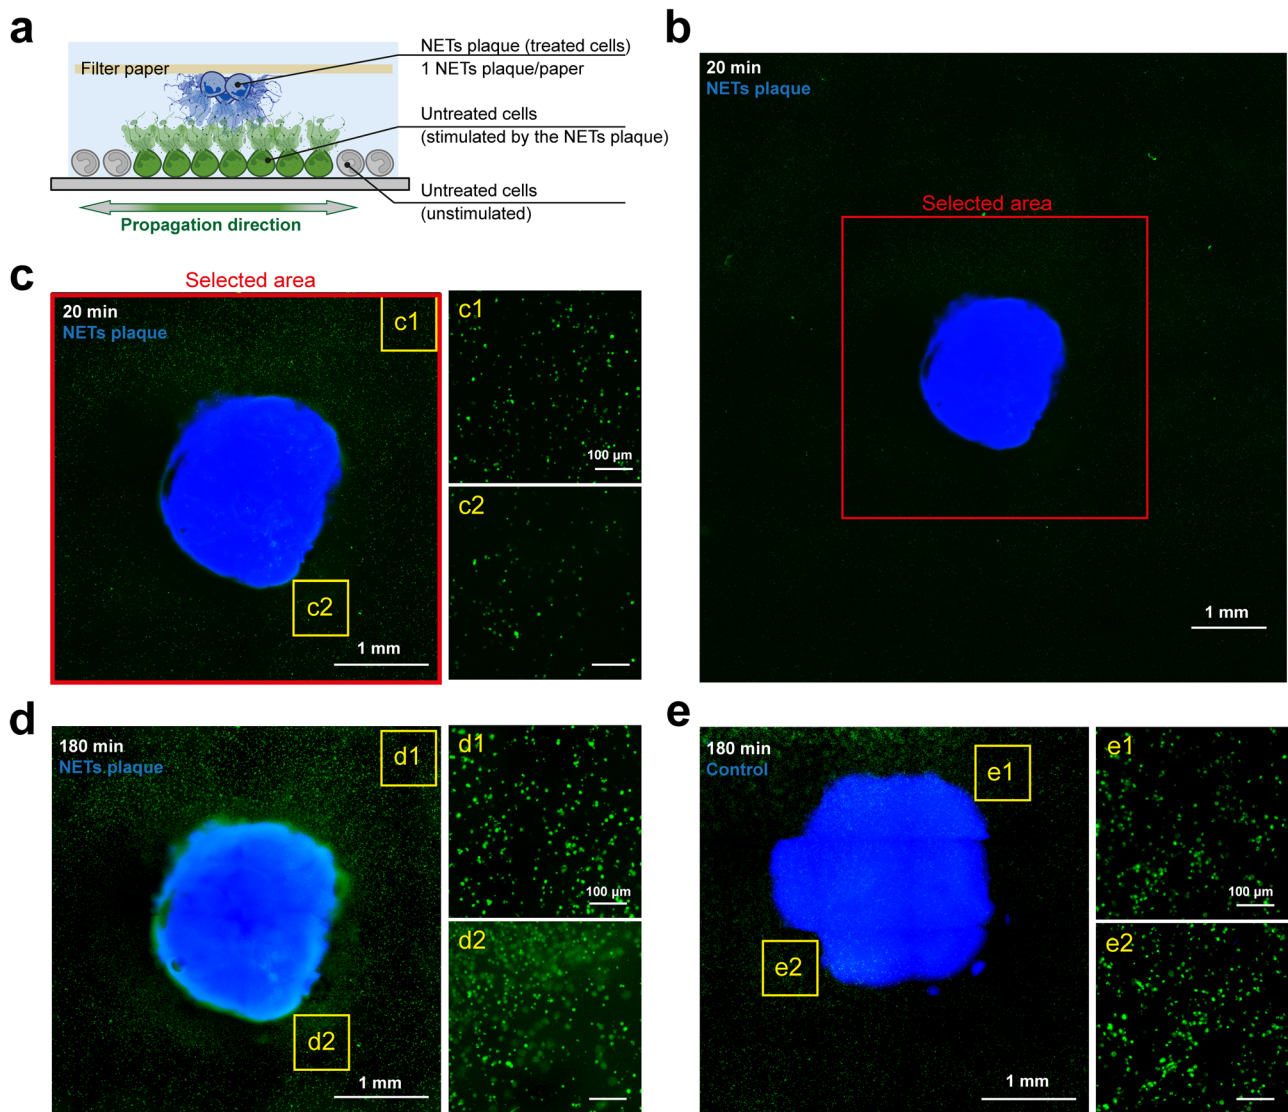 a
Filter paper
NETs plaque (treated cells)
1 NETs plaque/paper
Untreated cells
(stimulated by the NETs plaque)
Untreated cells
(unstimulated)
Propagation direction
b
20 min
NETs plaque
Selected area
1 mm
c
Selected area
20 min
NETs plaque
c1
c2
1 mm
c1
100 µm
c2
d
180 min
NETs plaque
d1
d2
1 mm
d1
100 µm
d2
e
180 min
Control
e1
e2
1 mm
e1
100 µm
e2